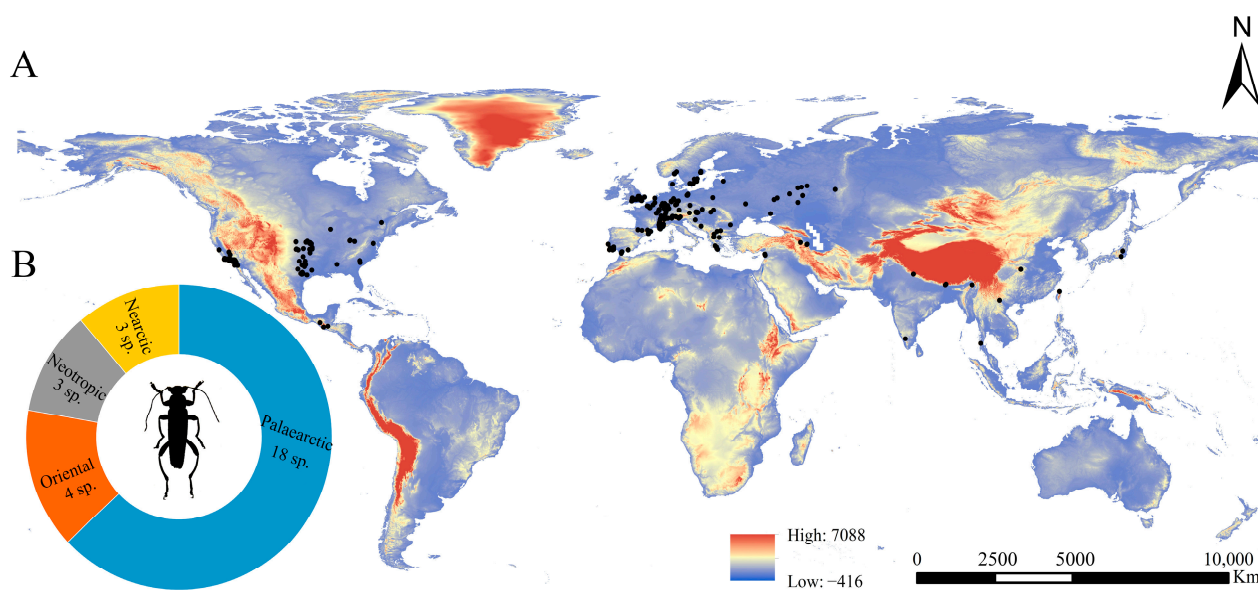 A
N
B
Nearctic
3 sp.
Neotropic
3 sp.
Palaearctic
18 sp.
Oriental
4 sp.
High: 7088
Low: −416
0 2500 5000 10,000
Km